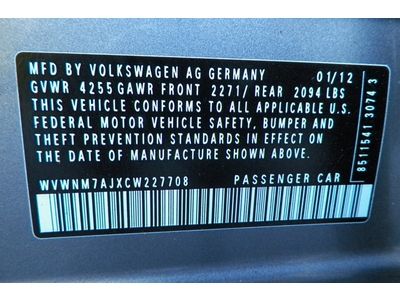 MFD BY VOLKSWAGEN AG GERMANY 01/12
GVWR 4255 GAWR FRONT 2271/ REAR 2094 LBS
THIS VEHICLE CONFORMS TO ALL APPLICABLE U.S.
FEDERAL MOTOR VEHICLE SAFETY, BUMPER, AND
THEFT PREVENTION STANDARDS IN EFFECT ON THE
DATE OF MANUFACTURE SHOWN ABOVE.
WVWNM7AJXCW227708 PASSENGER CAR
85115541 3074 3